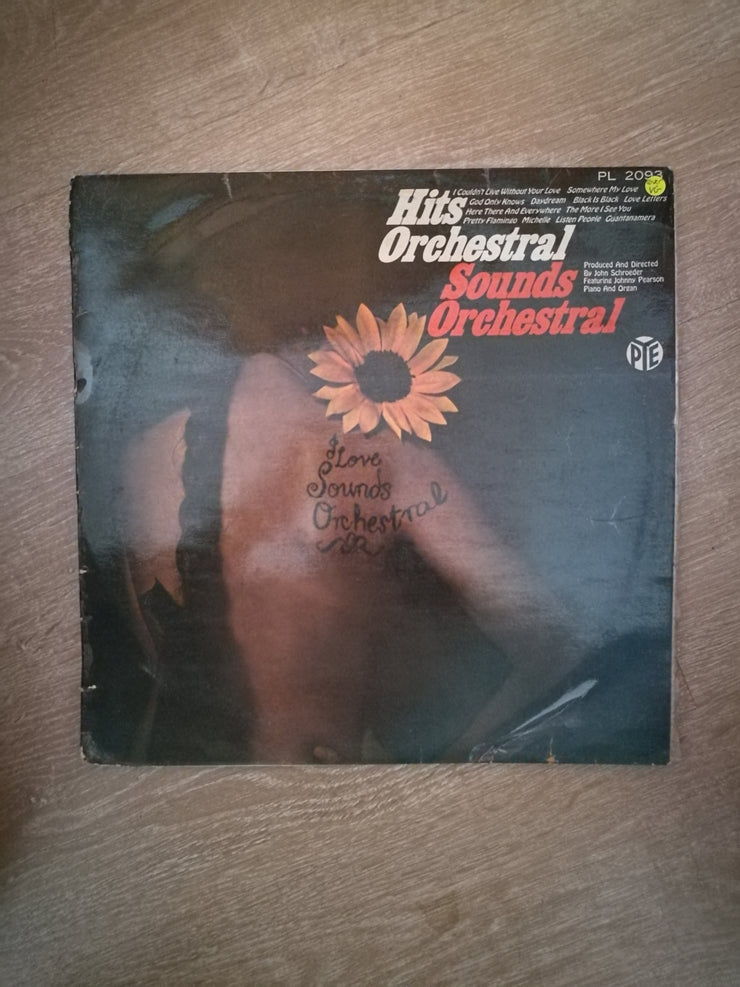 PL 2093
Hits
I Couldn't Live Without Your Love Somewhere My Love
God Only Knows Daydream Black Is Black Love Letters
Here There And Everywhere The More I See You
Pretty Flamingo Michelle Listen People Guantanamera
Orchestral
Sounds
Orchestral
Produced And Directed
By John Schroeder
Featuring Johnny Pearson
Piano And Organ
PYE
I Love
Sounds
Orchestral